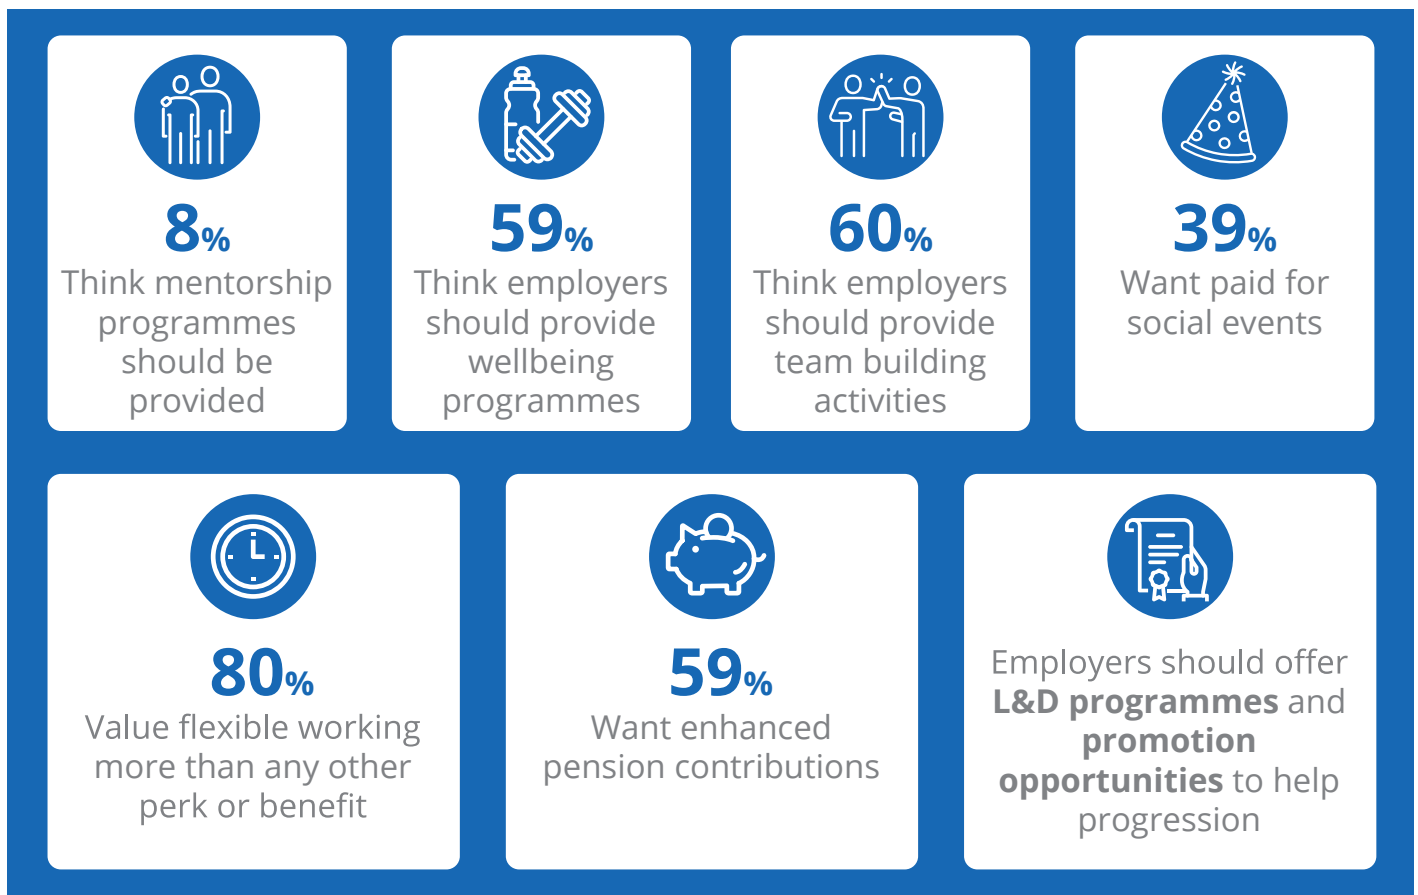 8%
Think mentorship
programmes
should be
provided
59%
Think employers
should provide
wellbeing
programmes
60%
Think employers
should provide
team building
activities
39%
Want paid for
social events
80%
Value flexible working
more than any other
perk or benefit
59%
Want enhanced
pension contributions
Employers should offer
L&D programmes and
promotion
opportunities to help
progression